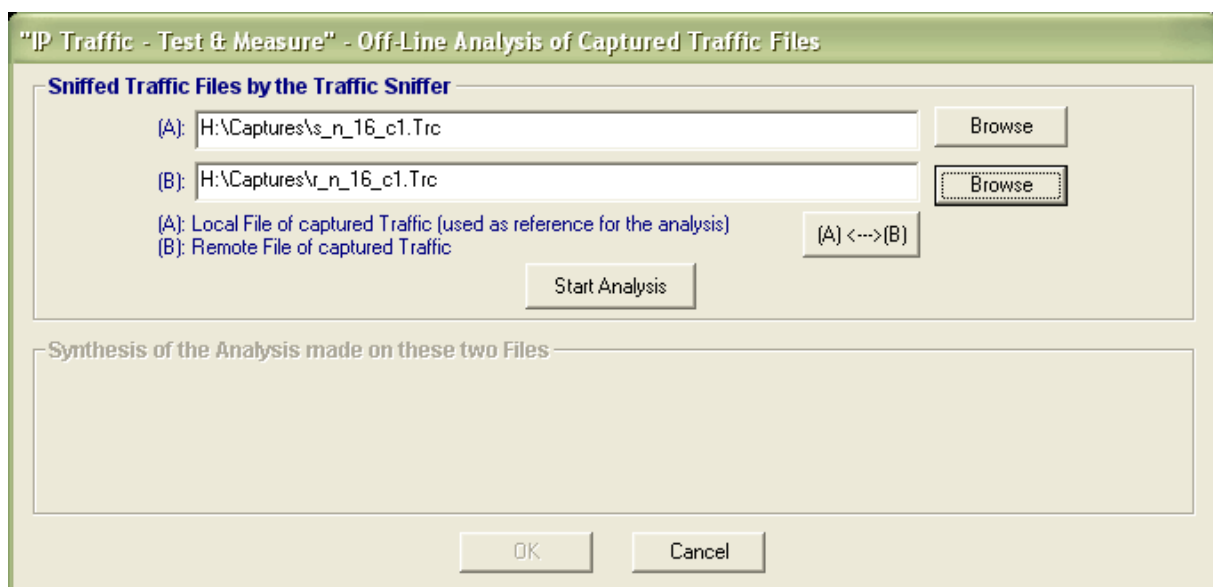 "IP Traffic - Test & Measure" - Off-Line Analysis of Captured Traffic Files
Sniffed Traffic Files by the Traffic Sniffer
(A): H:\Captures\s_n_16_c1.Trc Browse
(B): H:\Captures\r_n_16_c1.Trc Browse
(A): Local File of captured Traffic (used as reference for the analysis)
(B): Remote File of captured Traffic
(A) <--->(B)
Start Analysis
Synthesis of the Analysis made on these two Files
OK Cancel